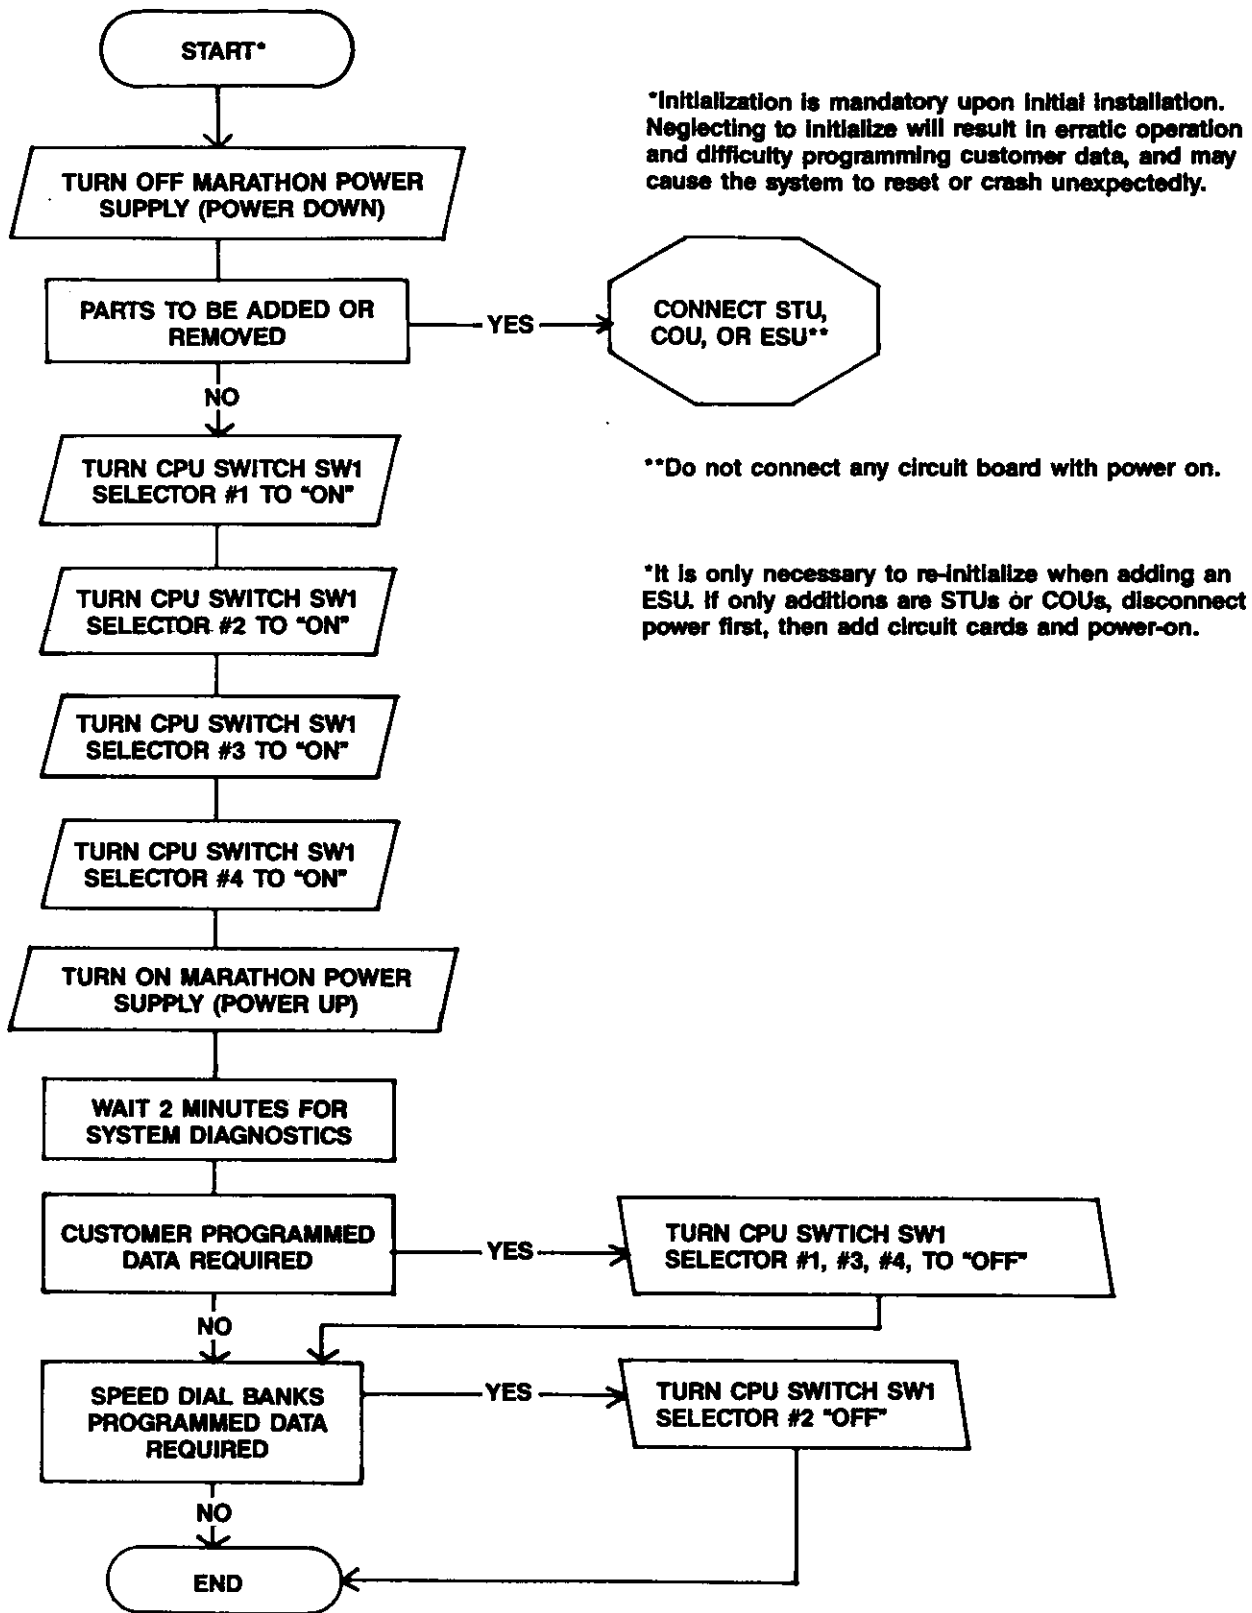 START*
*Initialization is mandatory upon initial installation.
Neglecting to initialize will result in erratic operation
and difficulty programming customer data, and may
cause the system to reset or crash unexpectedly.
TURN OFF MARATHON POWER
SUPPLY (POWER DOWN)
PARTS TO BE ADDED OR
REMOVED
YES
CONNECT STU,
COU, OR ESU**
NO
TURN CPU SWITCH SW1
SELECTOR #1 TO "ON"
**Do not connect any circuit board with power on.
*It is only necessary to re-initialize when adding an
ESU. If only additions are STUs or COUs, disconnect
power first, then add circuit cards and power-on.
TURN CPU SWITCH SW1
SELECTOR #2 TO "ON"
TURN CPU SWITCH SW1
SELECTOR #3 TO "ON"
TURN CPU SWITCH SW1
SELECTOR #4 TO "ON"
TURN ON MARATHON POWER
SUPPLY (POWER UP)
WAIT 2 MINUTES FOR
SYSTEM DIAGNOSTICS
CUSTOMER PROGRAMMED
DATA REQUIRED
YES
TURN CPU SWTICH SW1
SELECTOR #1, #3, #4, TO "OFF"
NO
SPEED DIAL BANKS
PROGRAMMED DATA
REQUIRED
YES
TURN CPU SWITCH SW1
SELECTOR #2 "OFF"
NO
END